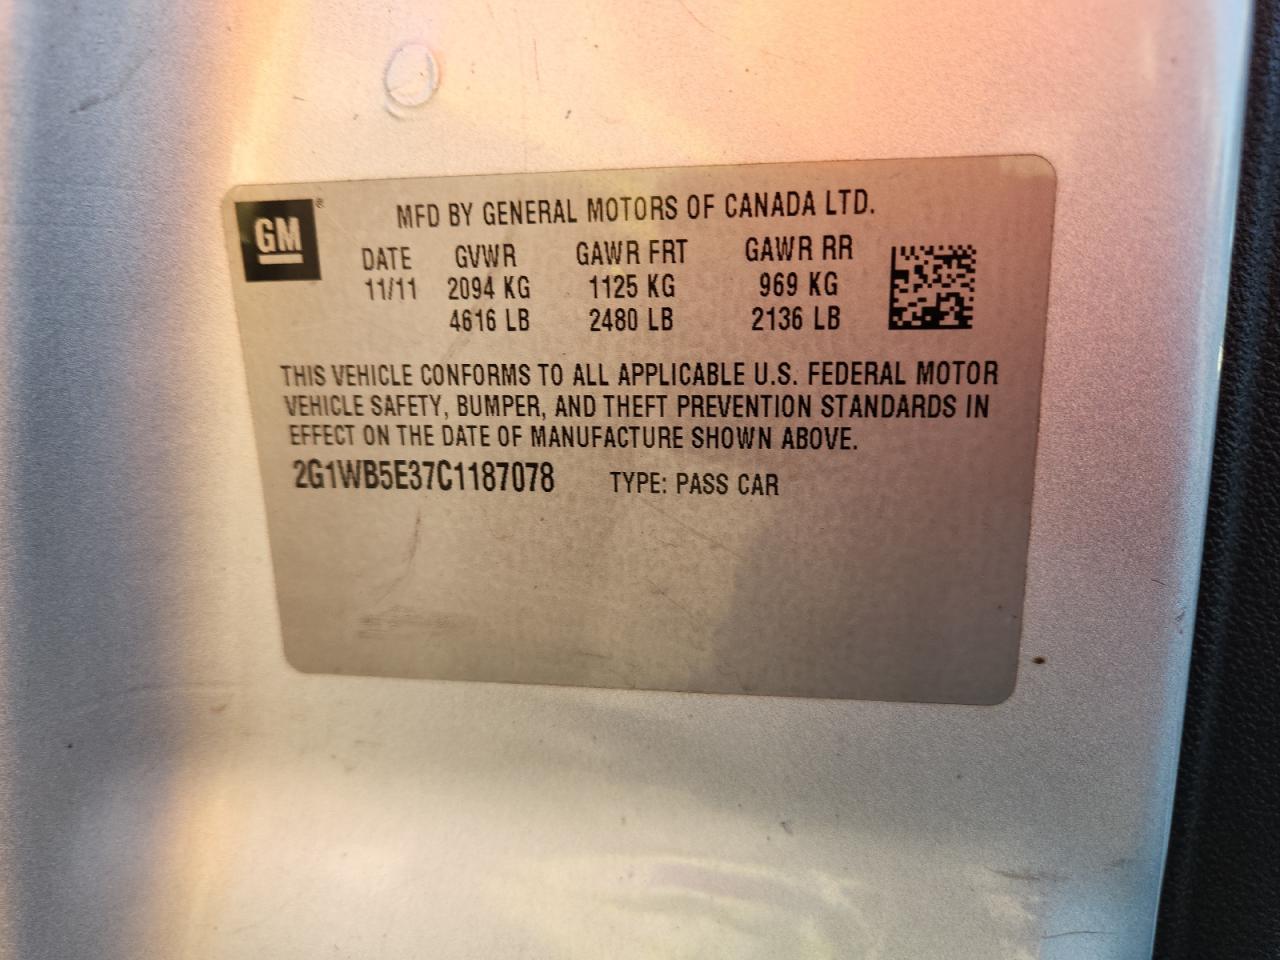 GM ®
MFD BY GENERAL MOTORS OF CANADA LTD.
DATE GVWR GAWR FRT GAWR RR
11/11 2094 KG 1125 KG 969 KG
4616 LB 2480 LB 2136 LB
THIS VEHICLE CONFORMS TO ALL APPLICABLE U.S. FEDERAL MOTOR
VEHICLE SAFETY, BUMPER, AND THEFT PREVENTION STANDARDS IN
EFFECT ON THE DATE OF MANUFACTURE SHOWN ABOVE.
2G1WB5E37C1187078 TYPE: PASS CAR